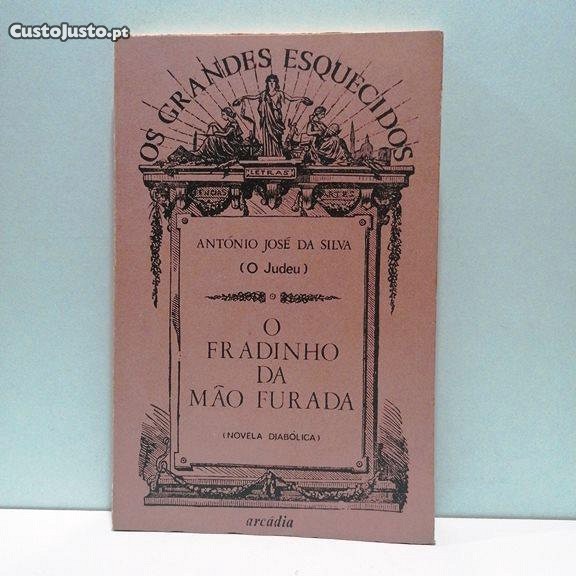 CustoJusto.pt
OS GRANDES ESQUECIDOS
LETRAS
ANTÓNIO JOSÉ DA SILVA
(O Judeu)
O
FRADINHO
DA
MÃO FURADA
(NOVELA DIABÓLICA)
arcádia